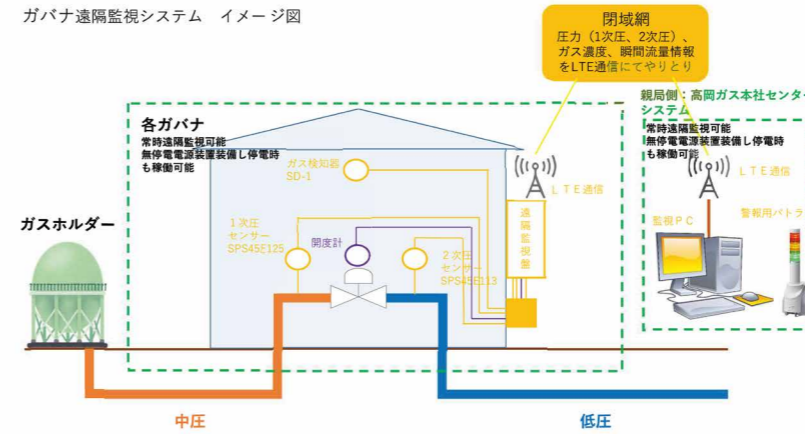 ガバナ遠隔監視システム　イメージ図
閉域網
圧力（1次圧、2次圧）、
ガス濃度、瞬間流量情報
をLTE通信にてやりとり
親局側：高岡ガス本社センター
システム
常時遠隔監視可能
無停電電源装置装備し停電時
も稼働可能
各ガバナ
常時遠隔監視可能
無停電電源装置装備し停電時
も稼働可能
ガス検知器
SD-1
ＬＴＥ通信
ＬＴＥ通信
ガスホルダー
１次圧
センサー
SPS45E125
開度計
２次圧
センサー
SPS45E113
遠隔監視盤
監視ＰＣ
警報用パトラ
中圧
低圧